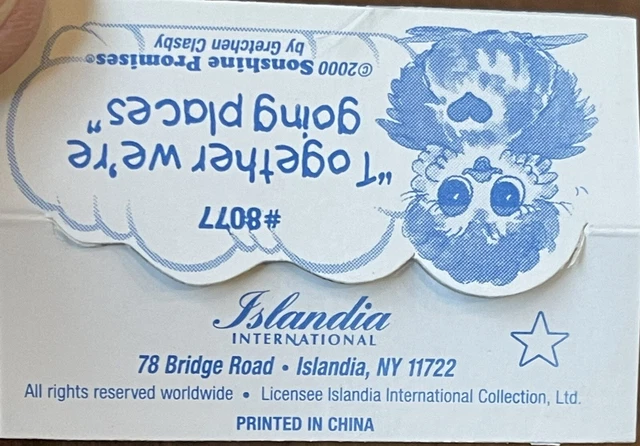 #8077
"Together we're
going places"
©2000 Sonshine Promises®
by Gretchen Clasby
Islandia
INTERNATIONAL
78 Bridge Road • Islandia, NY 11722
All rights reserved worldwide • Licensee Islandia International Collection, Ltd.
PRINTED IN CHINA